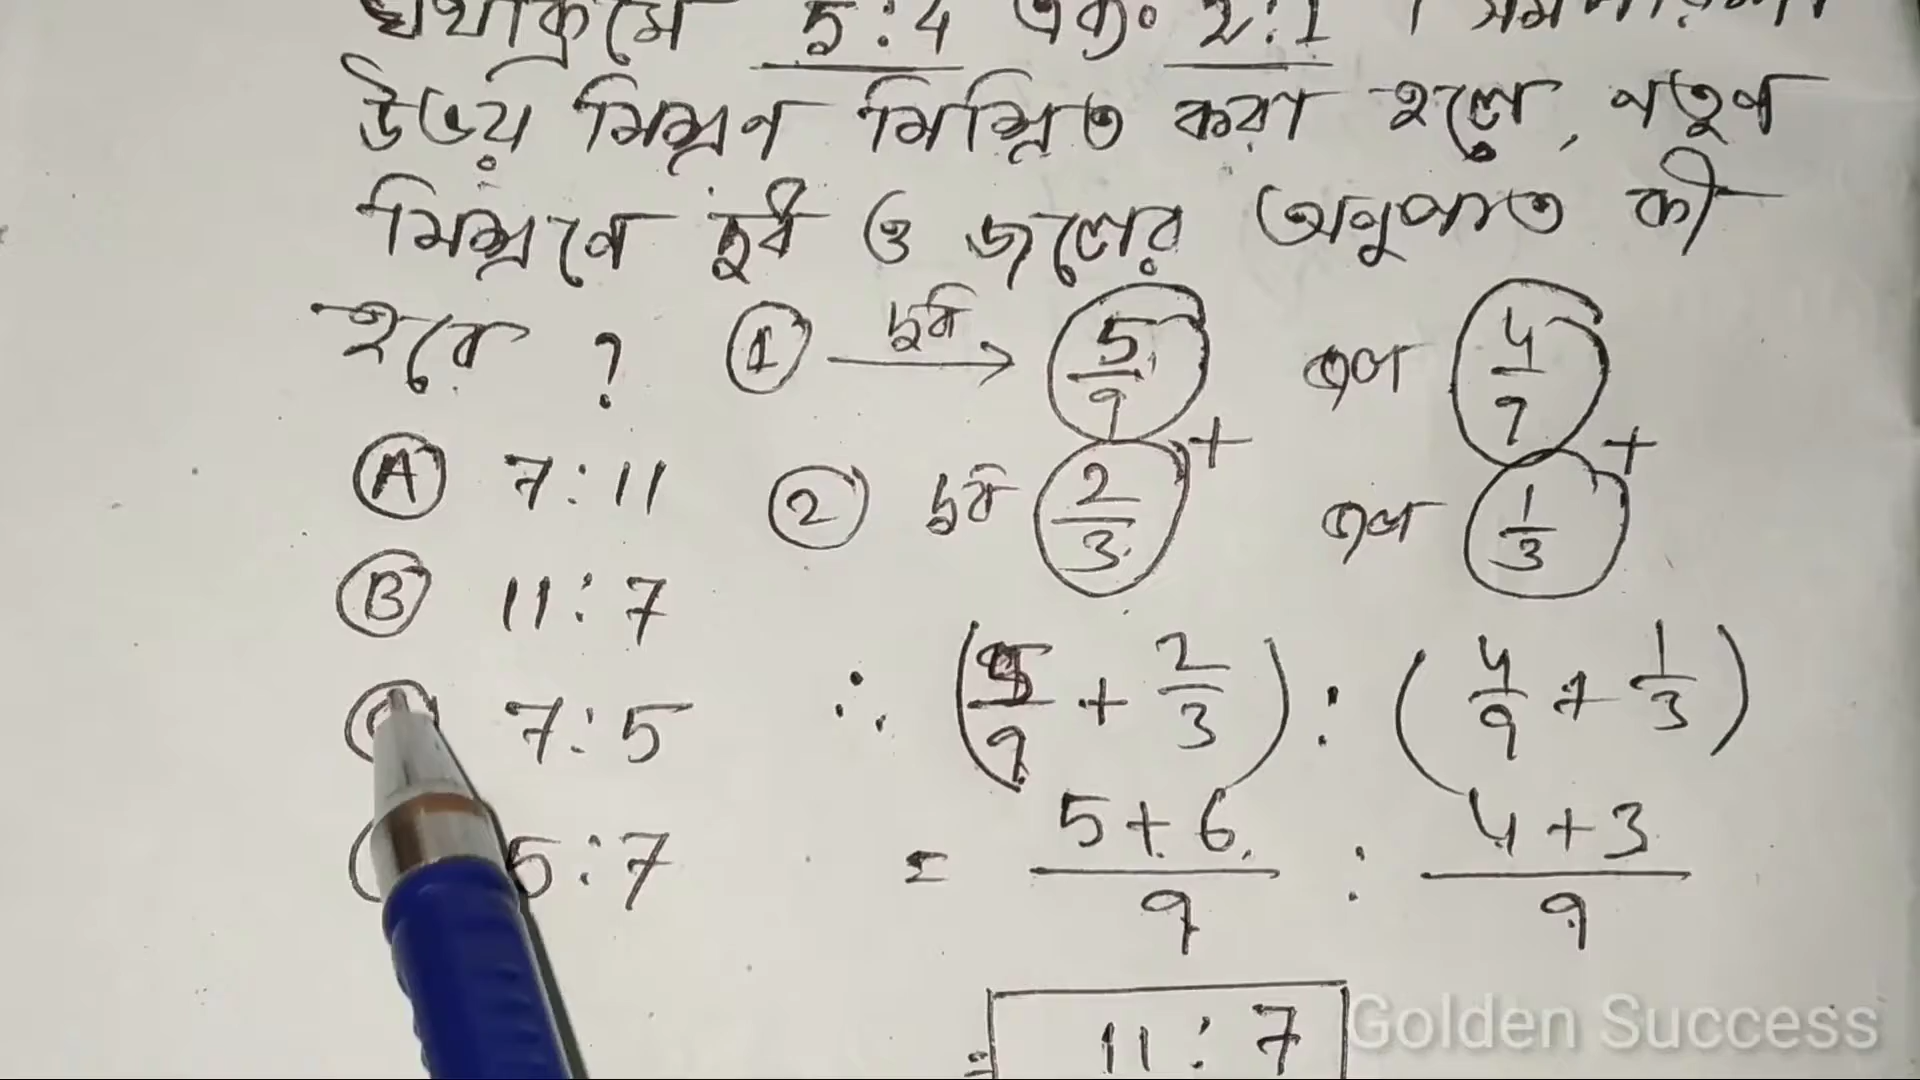 যথাক্রমে 5:4 এবং 2:1 । সমপরিমাণ
উভয় মিশ্রণ মিশ্রিত করা হলে, নতুন
মিশ্রণে দুধ ও জলের অনুপাত কী
হবে ? ① দুধ → 5/9 জল 4/9
+ +
Ⓐ 7:11 ② দুধ 2/3 জল 1/3
Ⓑ 11:7
7:5 ∴ (5/9 + 2/3) : (4/9 + 1/3)
5:7 = 5+6/9 : 4+3/9
= 11:7
Golden Success